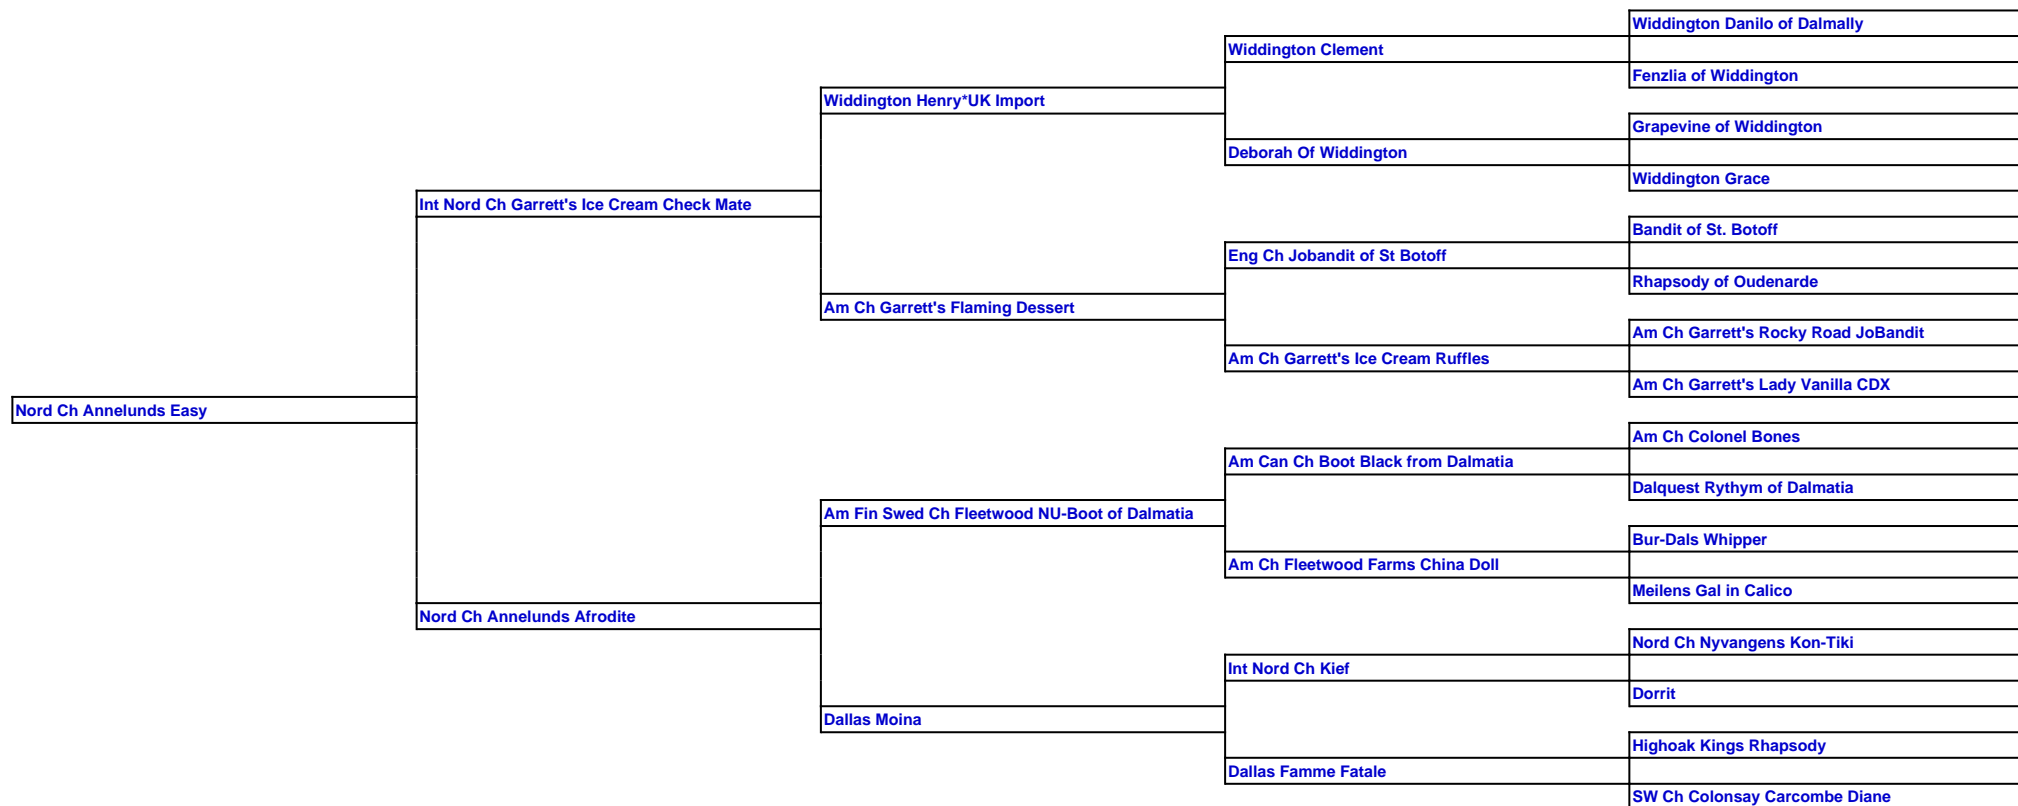 Widdington Danilo of Dalmally
Widdington Clement
Fenzlia of Widdington
Widdington Henry*UK Import
Grapevine of Widdington
Deborah Of Widdington
Widdington Grace
Int Nord Ch Garrett's Ice Cream Check Mate
Bandit of St. Botoff
Eng Ch Jobandit of St Botoff
Rhapsody of Oudenarde
Am Ch Garrett's Flaming Dessert
Am Ch Garrett's Rocky Road JoBandit
Am Ch Garrett's Ice Cream Ruffles
Am Ch Garrett's Lady Vanilla CDX
Nord Ch Annelunds Easy
Am Ch Colonel Bones
Am Can Ch Boot Black from Dalmatia
Dalquest Rythym of Dalmatia
Am Fin Swed Ch Fleetwood NU-Boot of Dalmatia
Bur-Dals Whipper
Am Ch Fleetwood Farms China Doll
Meilens Gal in Calico
Nord Ch Annelunds Afrodite
Nord Ch Nyvangens Kon-Tiki
Int Nord Ch Kief
Dorrit
Dallas Moina
Highoak Kings Rhapsody
Dallas Famme Fatale
SW Ch Colonsay Carcombe Diane